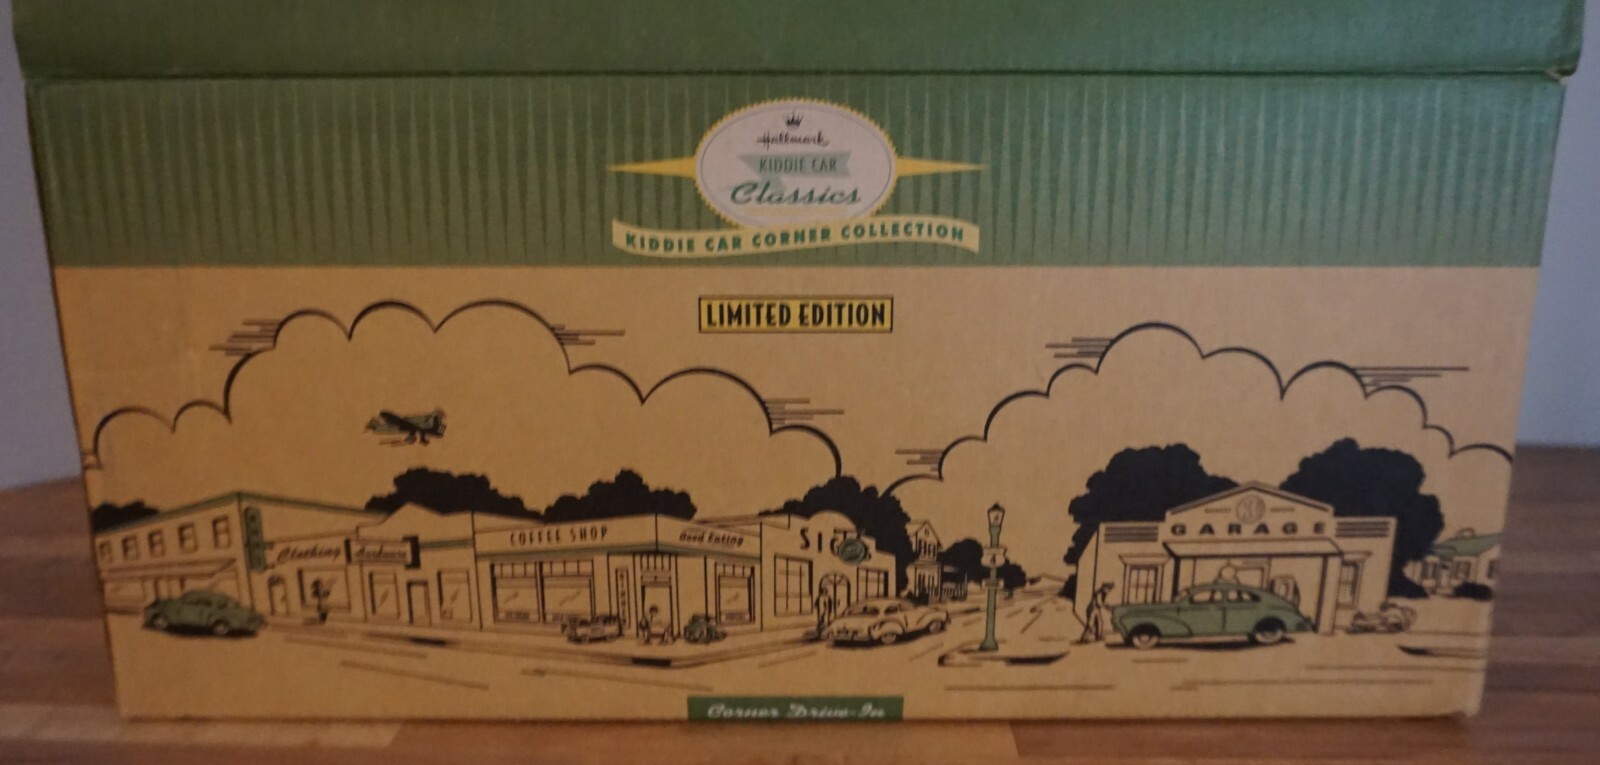 Hallmark
KIDDIE CAR
Classics
KIDDIE CAR CORNER COLLECTION
LIMITED EDITION
COFFEE SHOP
Good Eating
Clothing
Hardware
SI
GARAGE
Corner Drive-In